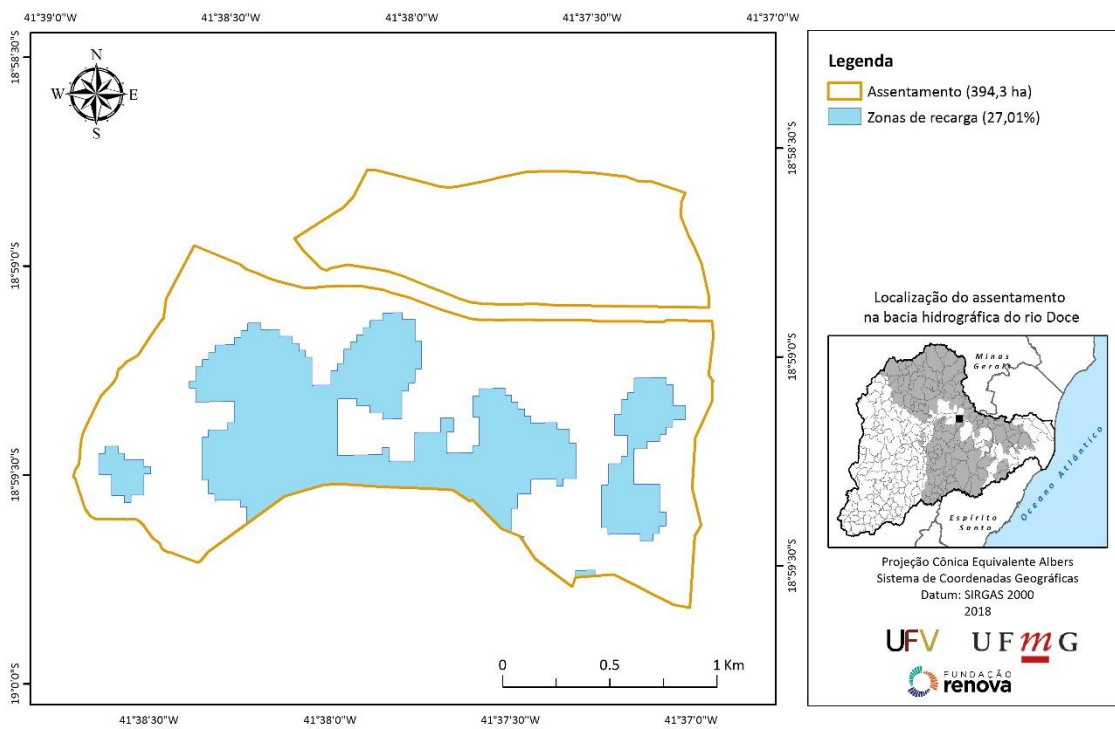 41°39'0"W 41°38'30"W 41°38'0"W 41°37'30"W 41°37'0"W
18°58'30"S
18°59'0"S
18°59'30"S
19°0'0"S
N
W E
S
18°58'30"S
18°59'0"S
18°59'30"S
0 0.5 1 Km
41°38'30"W 41°38'0"W 41°37'30"W 41°37'0"W
Legenda
Assentamento (394,3 ha)
Zonas de recarga (27,01%)
Localização do assentamento
na bacia hidrográfica do rio Doce
Minas
Gerais
Oceano Atlântico
Espírito
Santo
Projeção Cônica Equivalente Albers
Sistema de Coordenadas Geográficas
Datum: SIRGAS 2000
2018
UFV UFmG
FUNDAÇÃO
renova